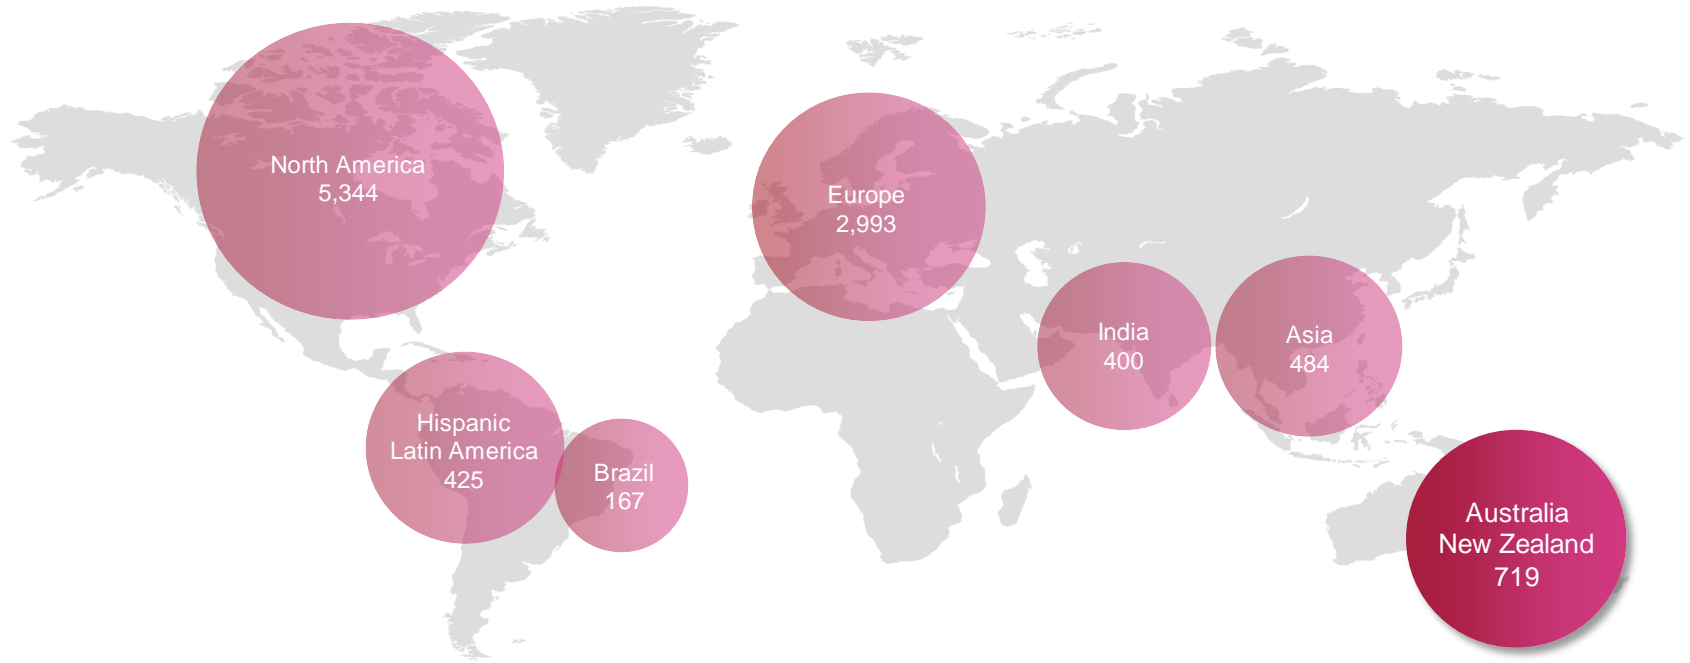 North America
5,344
Europe
2,993
India
400
Asia
484
Hispanic
Latin America
425
Brazil
167
Australia
New Zealand
719